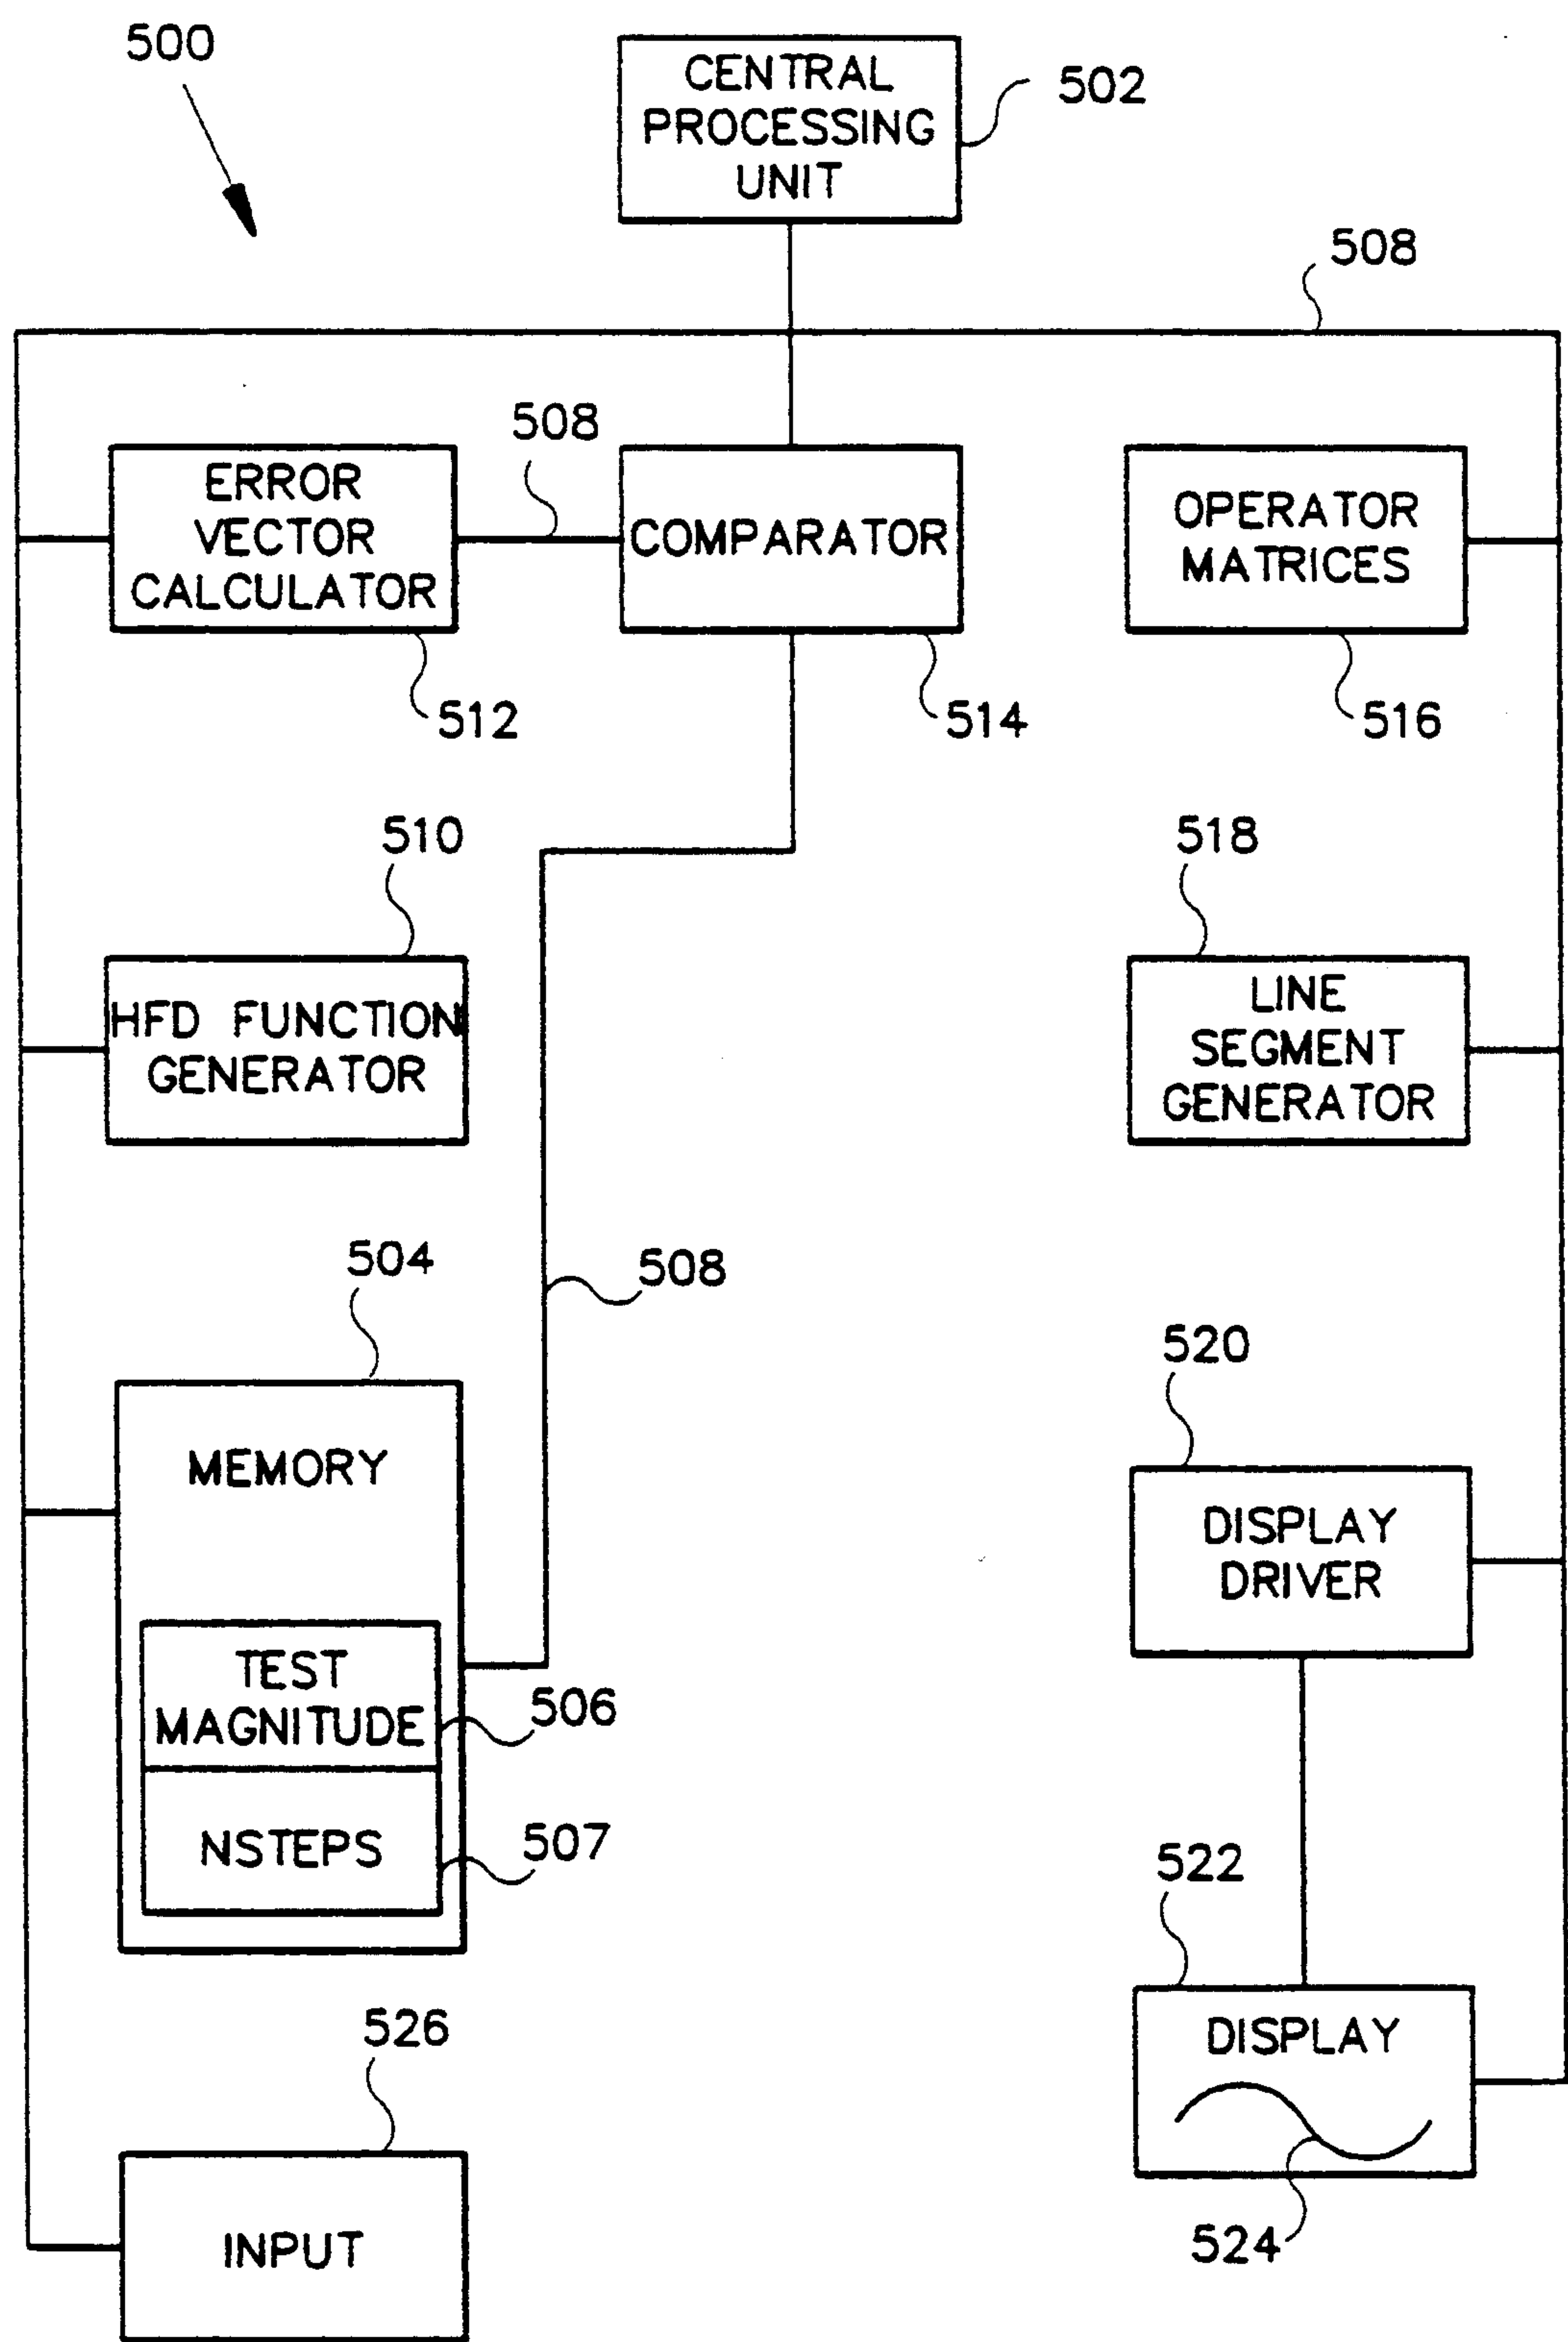 500
CENTRAL
PROCESSING
UNIT
502
508
508
ERROR
VECTOR
CALCULATOR
COMPARATOR
OPERATOR
MATRICES
512
514
516
510
518
HFD FUNCTION
GENERATOR
LINE
SEGMENT
GENERATOR
504
508
520
MEMORY
DISPLAY
DRIVER
TEST
MAGNITUDE
506
NSTEPS
507
522
526
DISPLAY
524
INPUT